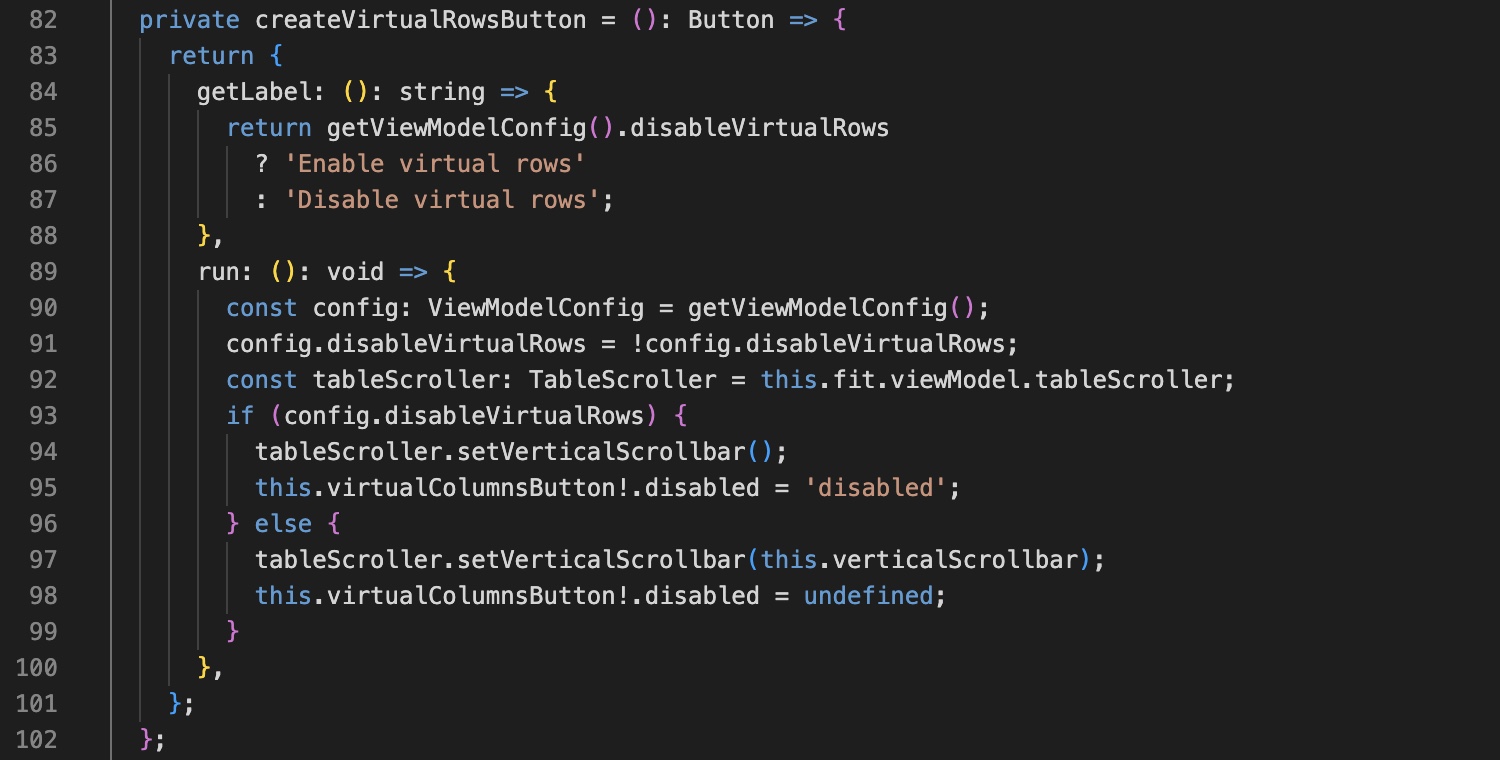 82 private createVirtualRowsButton = (): Button => {
83 return {
84 getLabel: (): string => {
85 return getViewModelConfig().disableVirtualRows
86 ? 'Enable virtual rows'
87 : 'Disable virtual rows';
88 },
89 run: (): void => {
90 const config: ViewModelConfig = getViewModelConfig();
91 config.disableVirtualRows = !config.disableVirtualRows;
92 const tableScroller: TableScroller = this.fit.viewModel.tableScroller;
93 if (config.disableVirtualRows) {
94 tableScroller.setVerticalScrollbar();
95 this.virtualColumnsButton!.disabled = 'disabled';
96 } else {
97 tableScroller.setVerticalScrollbar(this.verticalScrollbar);
98 this.virtualColumnsButton!.disabled = undefined;
99 }
100 },
101 };
102 };